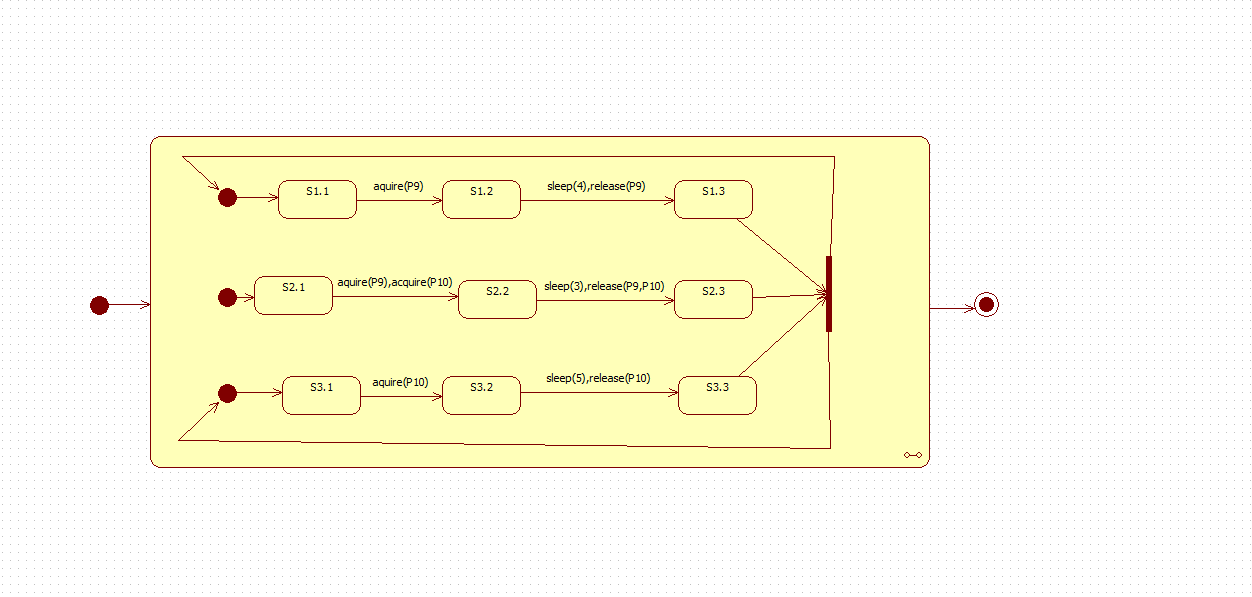 S1.1
aquire(P9)
S1.2
sleep(4),release(P9)
S1.3
S2.1
aquire(P9),acquire(P10)
S2.2
sleep(3),release(P9,P10)
S2.3
S3.1
aquire(P10)
S3.2
sleep(5),release(P10)
S3.3